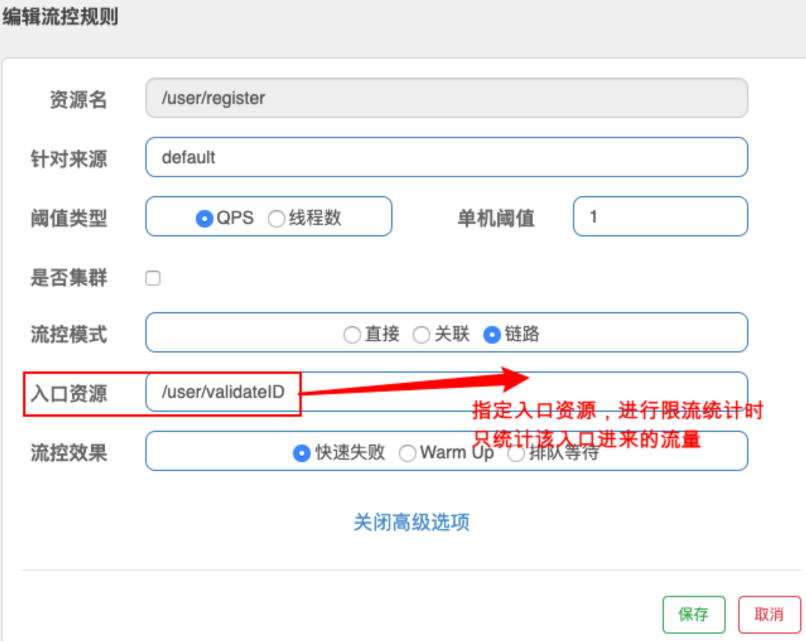 编辑流控规则
资源名 /user/register
针对来源 default
阈值类型 QPS 线程数 单机阈值 1
是否集群
流控模式 直接 关联 链路
入口资源 /user/validateID
指定入口资源，进行限流统计时
只统计该入口进来的流量
流控效果 快速失败 Warm Up 排队等待
关闭高级选项
保存 取消